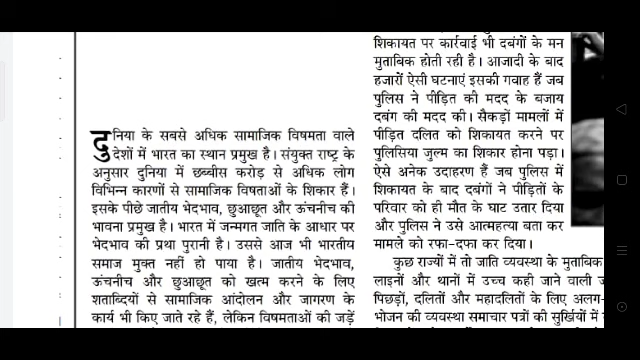 दुनिया के सबसे अधिक सामाजिक विषमता वाले
देशों में भारत का स्थान प्रमुख है। संयुक्त राष्ट्र के
अनुसार दुनिया में छब्बीस करोड़ से अधिक लोग
विभिन्न कारणों से सामाजिक विषताओं के शिकार हैं।
इसके पीछे जातीय भेदभाव, छुआछूत और ऊंचनीच की
भावना प्रमुख है। भारत में जन्मगत जाति के आधार पर
भेदभाव की प्रथा पुरानी है। उससे आज भी भारतीय
समाज मुक्त नहीं हो पाया है। जातीय भेदभाव,
ऊंचनीच और छुआछूत को खत्म करने के लिए
शताब्दियों से सामाजिक आंदोलन और जागरण के
कार्य भी किए जाते रहे हैं, लेकिन विषमताओं की जड़ें
शिकायत पर कार्रवाई भी दबंगों के मन
मुताबिक होती रही है। आजादी के बाद
हजारों ऐसी घटनाएं इसकी गवाह हैं जब
पुलिस ने पीड़ित की मदद के बजाय
दबंग की मदद की। सैकड़ों मामलों में
पीड़ित दलित को शिकायत करने पर
पुलिसिया जुल्म का शिकार होना पड़ा।
ऐसे अनेक उदाहरण हैं जब पुलिस में
शिकायत के बाद दबंगों ने पीड़ितों के
परिवार को ही मौत के घाट उतार दिया
और पुलिस ने उसे आत्महत्या बता कर
मामले को रफा-दफा कर दिया।
कुछ राज्यों में तो जाति व्यवस्था के मुताबिक
लाइनों और थानों में उच्च कही जाने वाली
पिछड़ों, दलितों और महादलितों के लिए अलग-
भोजन की व्यवस्था समाचार पत्रों की सुर्खियों में